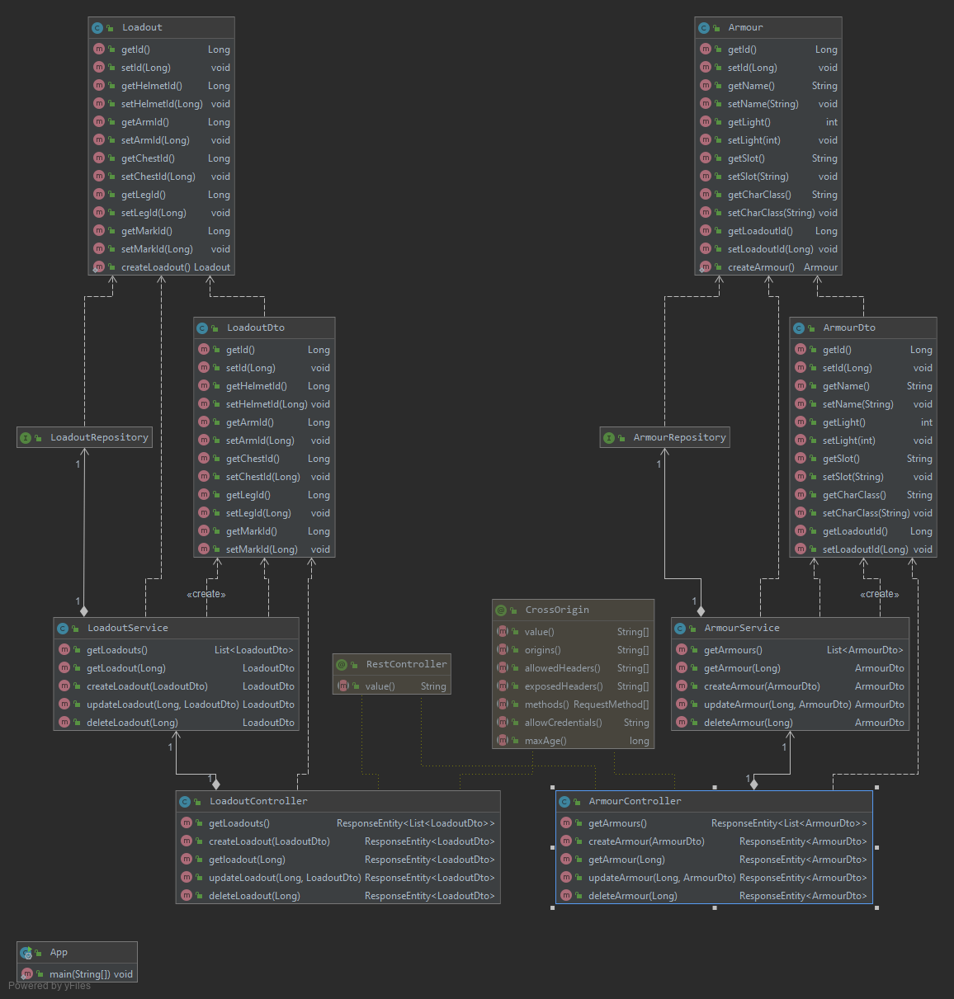 Loadout
getId() Long
setId(Long) void
getHelmetId() Long
setHelmetId(Long) void
getArmId() Long
setArmId(Long) void
getChestId() Long
setChestId(Long) void
getLegId() Long
setLegId(Long) void
getMarkId() Long
setMarkId(Long) void
createLoadout() Loadout
Armour
getId() Long
setId(Long) void
getName() String
setName(String) void
getLight() int
setLight(int) void
getSlot() String
setSlot(String) void
getCharClass() String
setCharClass(String) void
getLoadoutId() Long
setLoadoutId(Long) void
createArmour() Armour
LoadoutDto
getId() Long
setId(Long) void
getHelmetId() Long
setHelmetId(Long) void
getArmId() Long
setArmId(Long) void
getChestId() Long
setChestId(Long) void
getLegId() Long
setLegId(Long) void
getMarkId() Long
setMarkId(Long) void
ArmourDto
getId() Long
setId(Long) void
getName() String
setName(String) void
getLight() int
setLight(int) void
getSlot() String
setSlot(String) void
getCharClass() String
setCharClass(String) void
getLoadoutId() Long
setLoadoutId(Long) void
LoadoutRepository
1
ArmourRepository
1
1
«create»
1
«create»
LoadoutService
getLoadouts() List<LoadoutDto>
getLoadout(Long) LoadoutDto
createLoadout(LoadoutDto) LoadoutDto
updateLoadout(Long, LoadoutDto) LoadoutDto
deleteLoadout(Long) LoadoutDto
RestController
value() String
CrossOrigin
value() String[]
origins() String[]
allowedHeaders() String[]
exposedHeaders() String[]
methods() RequestMethod[]
allowCredentials() String
maxAge() long
ArmourService
getArmours() List<ArmourDto>
getArmour(Long) ArmourDto
createArmour(ArmourDto) ArmourDto
updateArmour(Long, ArmourDto) ArmourDto
deleteArmour(Long) ArmourDto
1
1
1
1
LoadoutController
getLoadouts() ResponseEntity<List<LoadoutDto>>
createLoadout(LoadoutDto) ResponseEntity<LoadoutDto>
getloadout(Long) ResponseEntity<LoadoutDto>
updateLoadout(Long, LoadoutDto) ResponseEntity<LoadoutDto>
deleteLoadout(Long) ResponseEntity<LoadoutDto>
ArmourController
getArmours() ResponseEntity<List<ArmourDto>>
createArmour(ArmourDto) ResponseEntity<ArmourDto>
getArmour(Long) ResponseEntity<ArmourDto>
updateArmour(Long, ArmourDto) ResponseEntity<ArmourDto>
deleteArmour(Long) ResponseEntity<ArmourDto>
App
main(String[]) void
Powered by yFiles